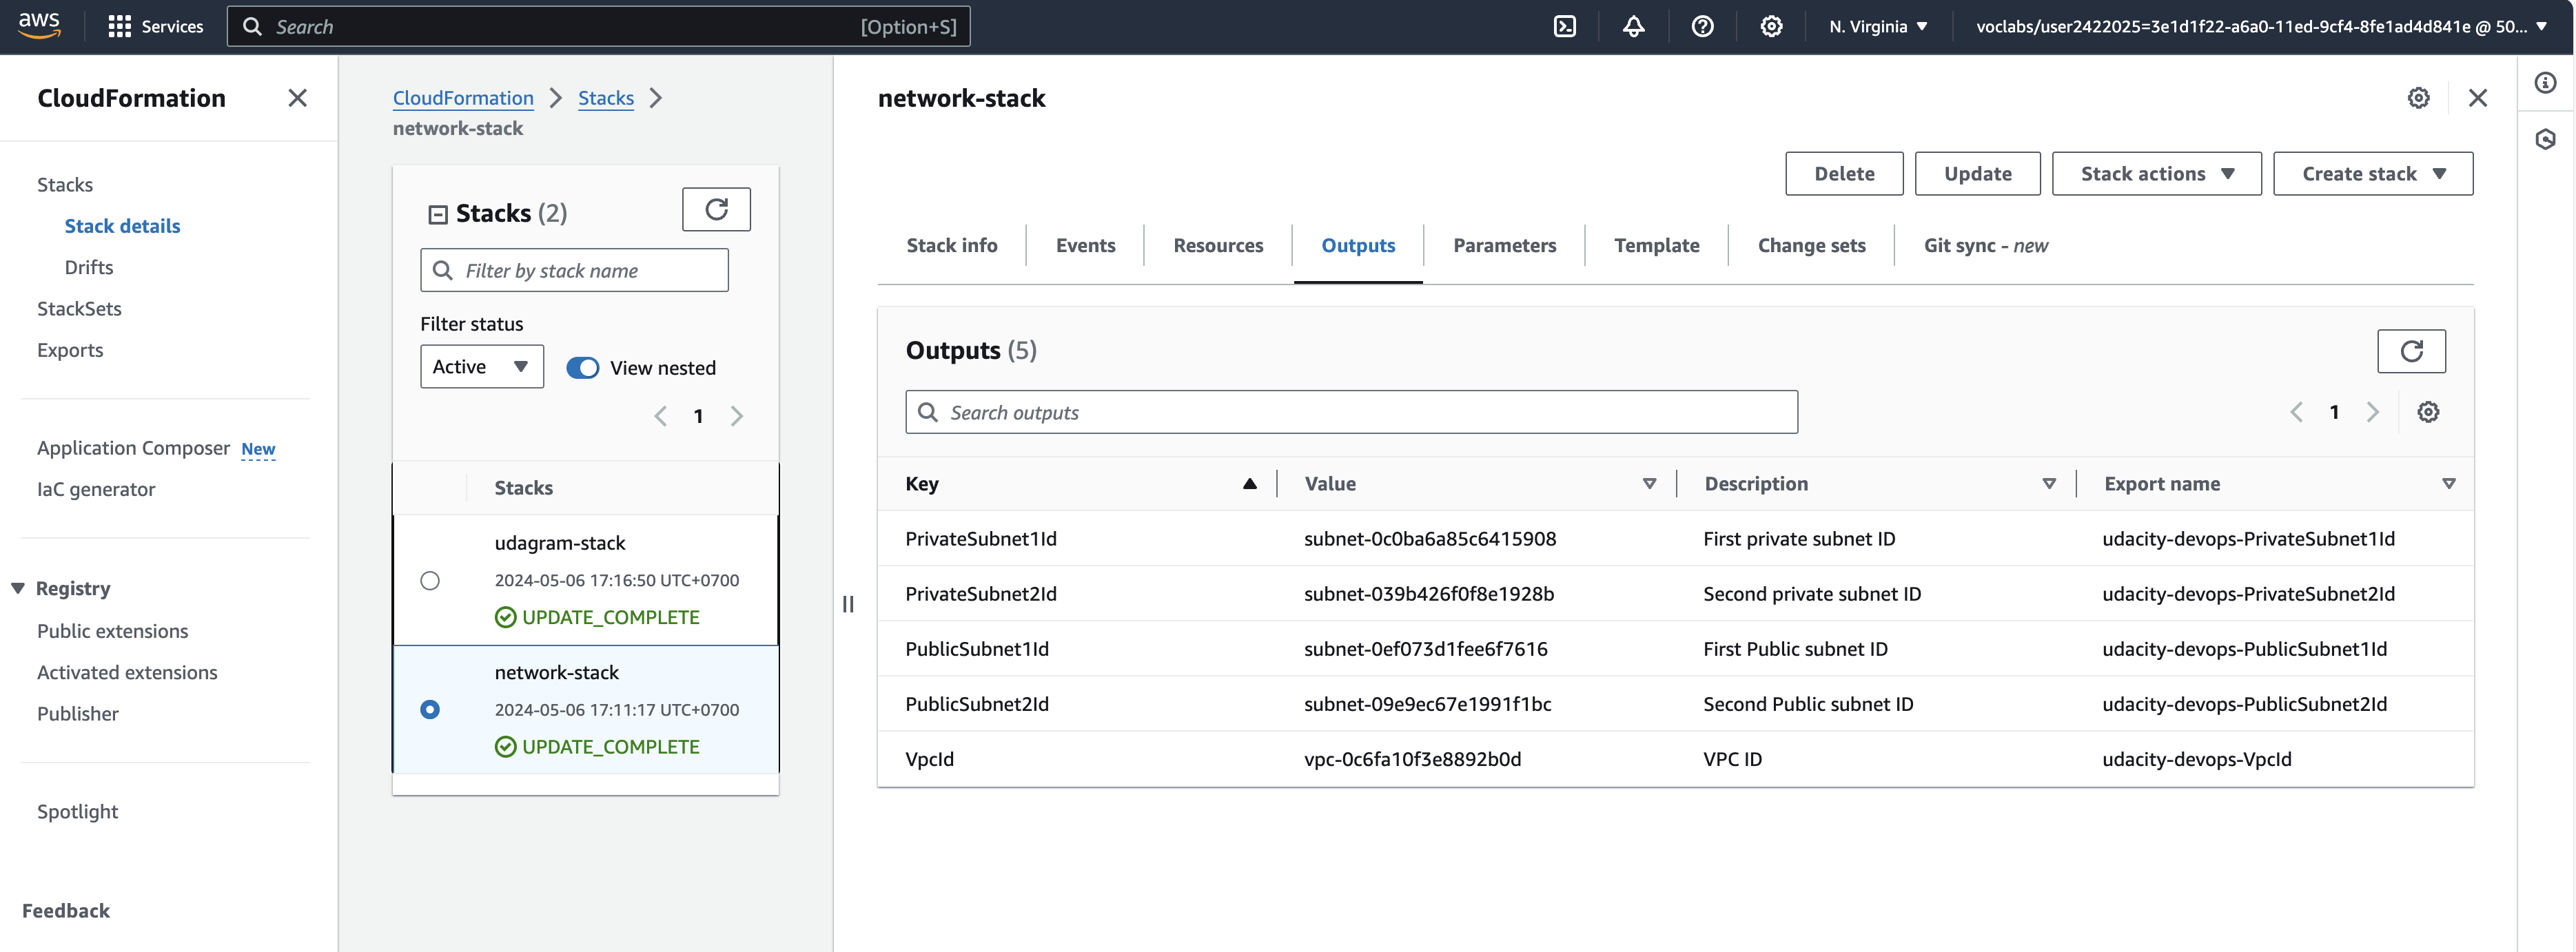 aws
Services
Search [Option+S]
N. Virginia
voclabs/user2422025=3e1d1f22-a6a0-11ed-9cf4-8fe1ad4d841e @ 50...
CloudFormation
Stacks
Stack details
Drifts
StackSets
Exports
Application Composer New
IaC generator
Registry
Public extensions
Activated extensions
Publisher
Spotlight
Feedback
CloudFormation
Stacks
network-stack
Stacks (2)
Filter by stack name
Filter status
Active
View nested
1
Stacks
udagram-stack
2024-05-06 17:16:50 UTC+0700
UPDATE_COMPLETE
network-stack
2024-05-06 17:11:17 UTC+0700
UPDATE_COMPLETE
network-stack
Delete
Update
Stack actions
Create stack
Stack info
Events
Resources
Outputs
Parameters
Template
Change sets
Git sync - new
Outputs (5)
Search outputs
1
Key Value Description Export name
PrivateSubnet1Id subnet-0c0ba6a85c6415908 First private subnet ID udacity-devops-PrivateSubnet1Id
PrivateSubnet2Id subnet-039b426f0f8e1928b Second private subnet ID udacity-devops-PrivateSubnet2Id
PublicSubnet1Id subnet-0ef073d1fee6f7616 First Public subnet ID udacity-devops-PublicSubnet1Id
PublicSubnet2Id subnet-09e9ec67e1991f1bc Second Public subnet ID udacity-devops-PublicSubnet2Id
VpcId vpc-0c6fa10f3e8892b0d VPC ID udacity-devops-VpcId